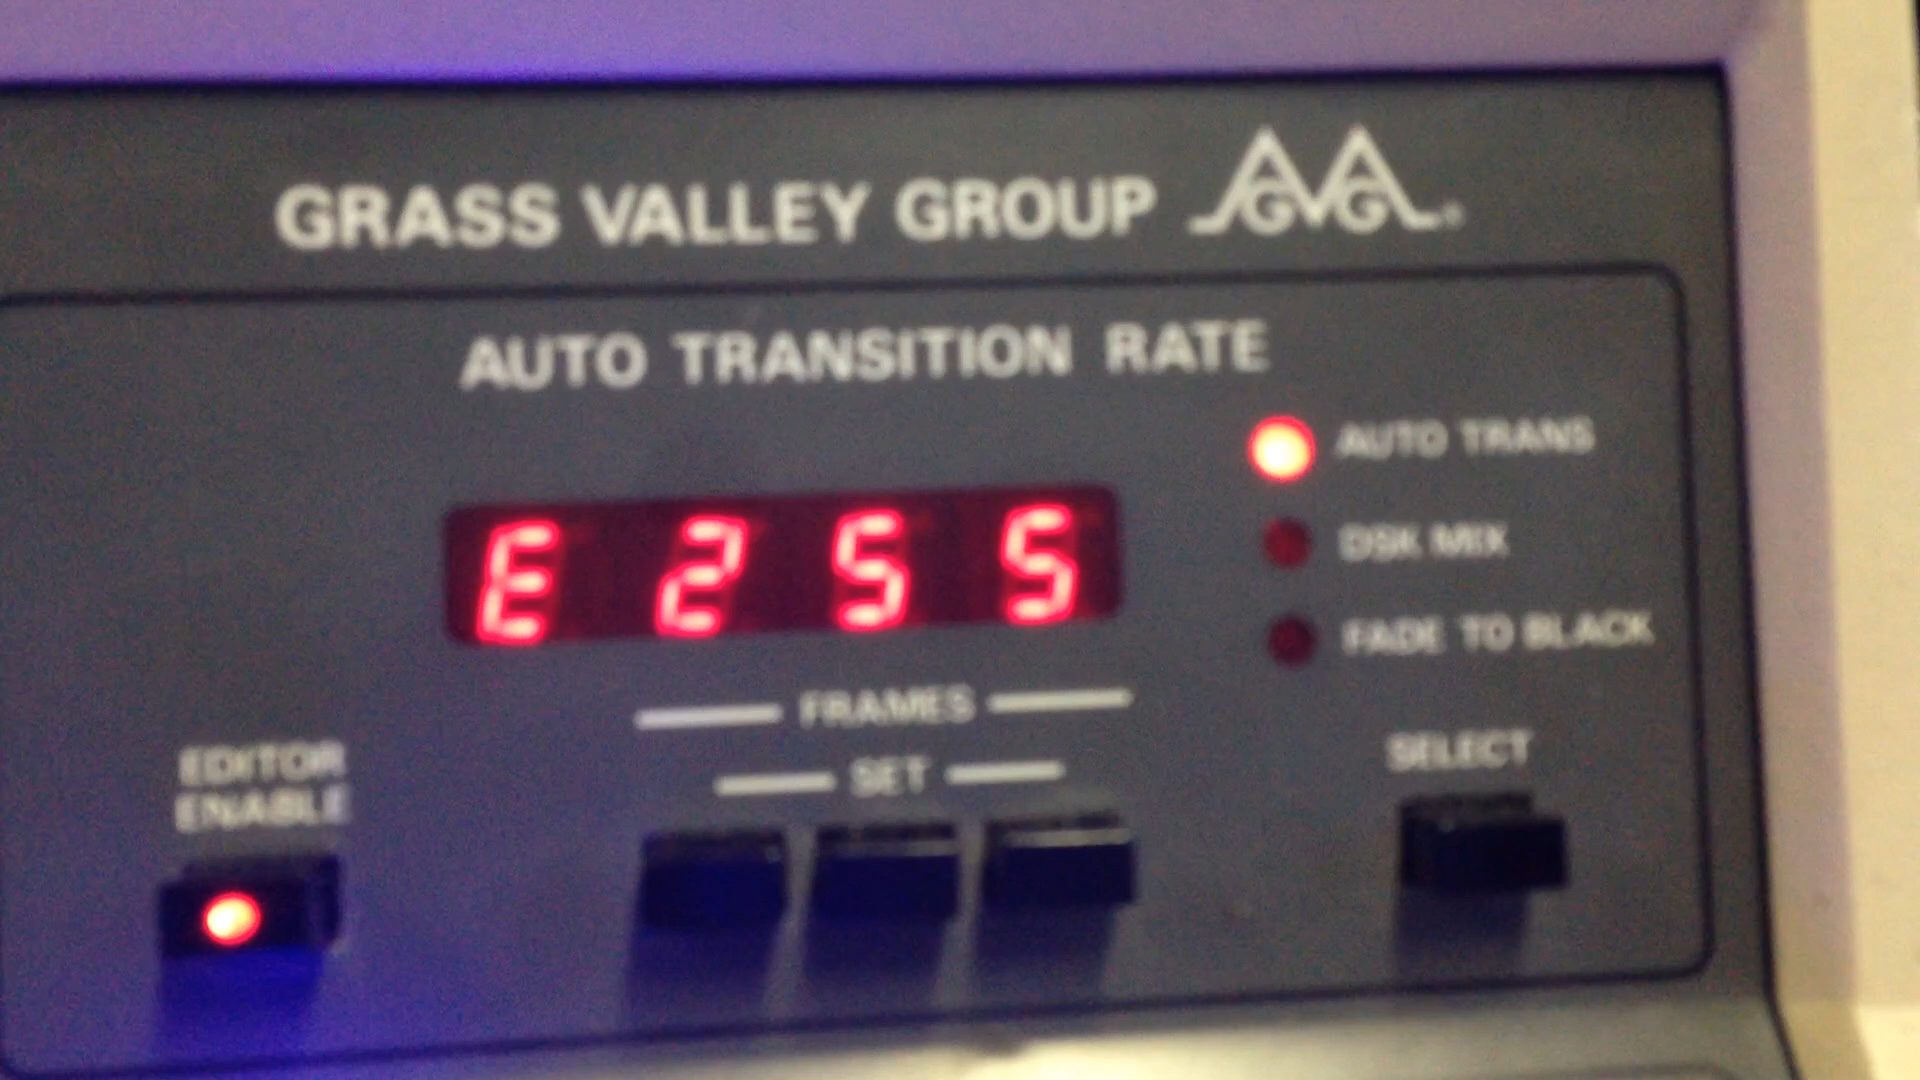 GRASS VALLEY GROUP GVG®
AUTO TRANSITION RATE
AUTO TRANS
E255
DSK MIX
FADE TO BLACK
FRAMES
SET
SELECT
EDITOR
ENABLE